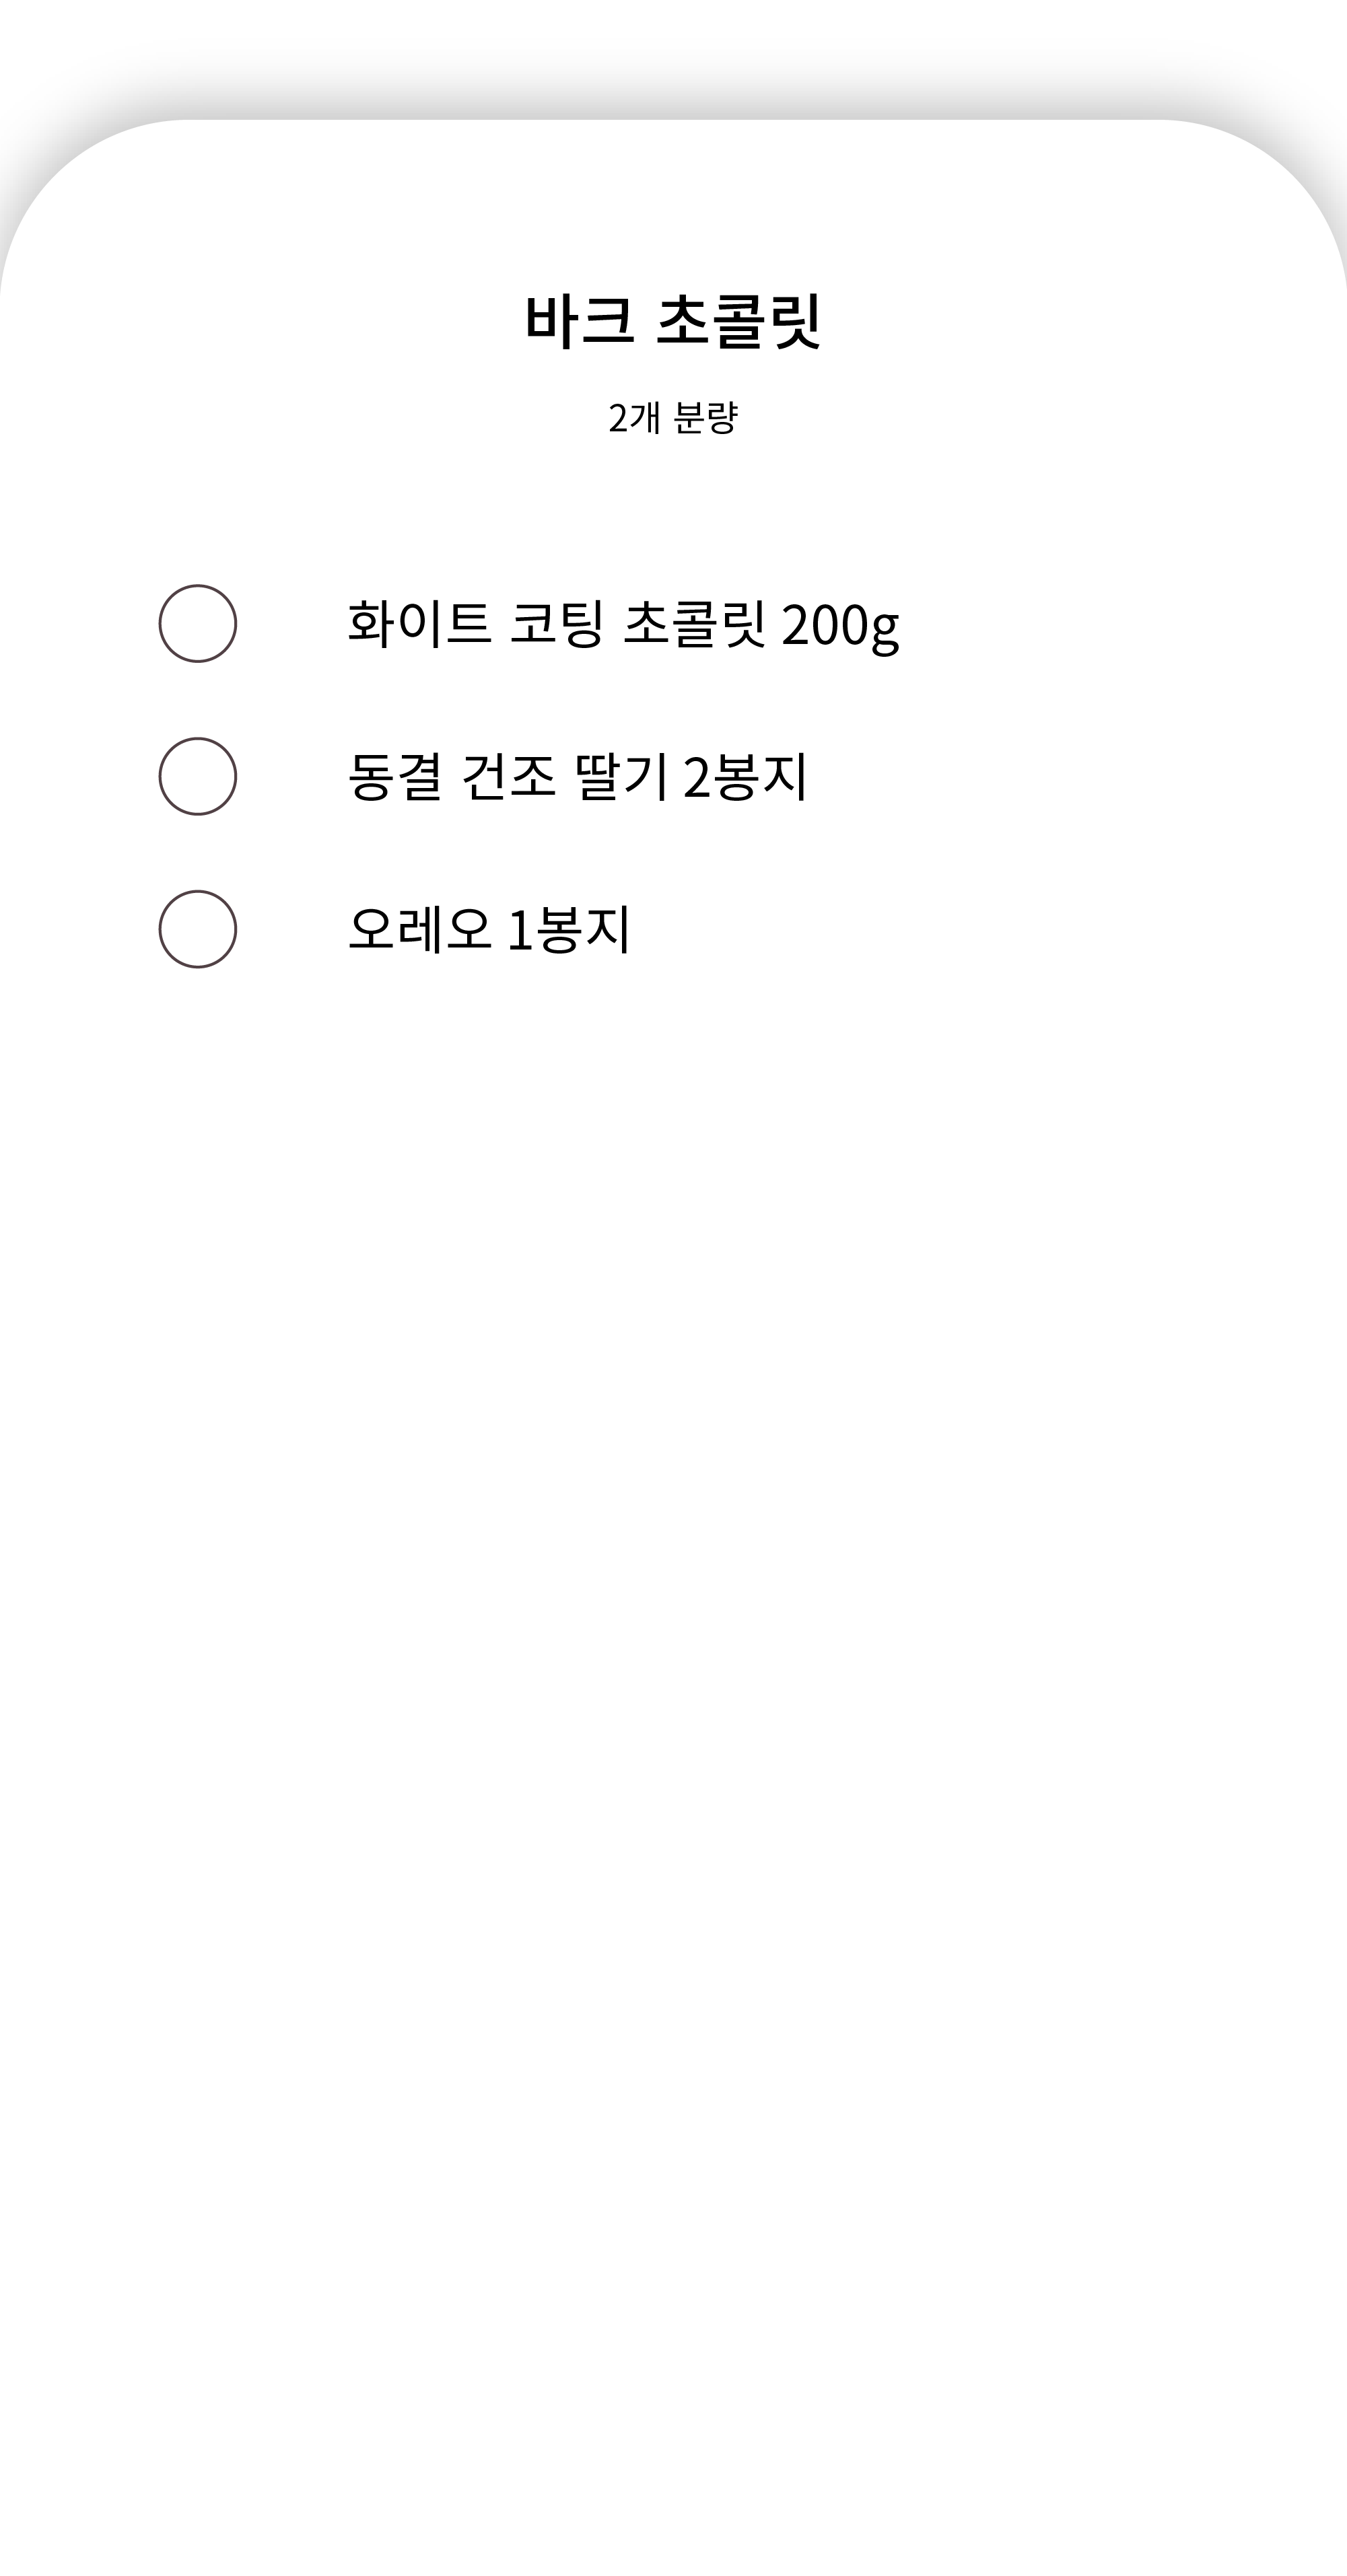 바크 초콜릿
2개 분량
화이트 코팅 초콜릿 200g
동결 건조 딸기 2봉지
오레오 1봉지